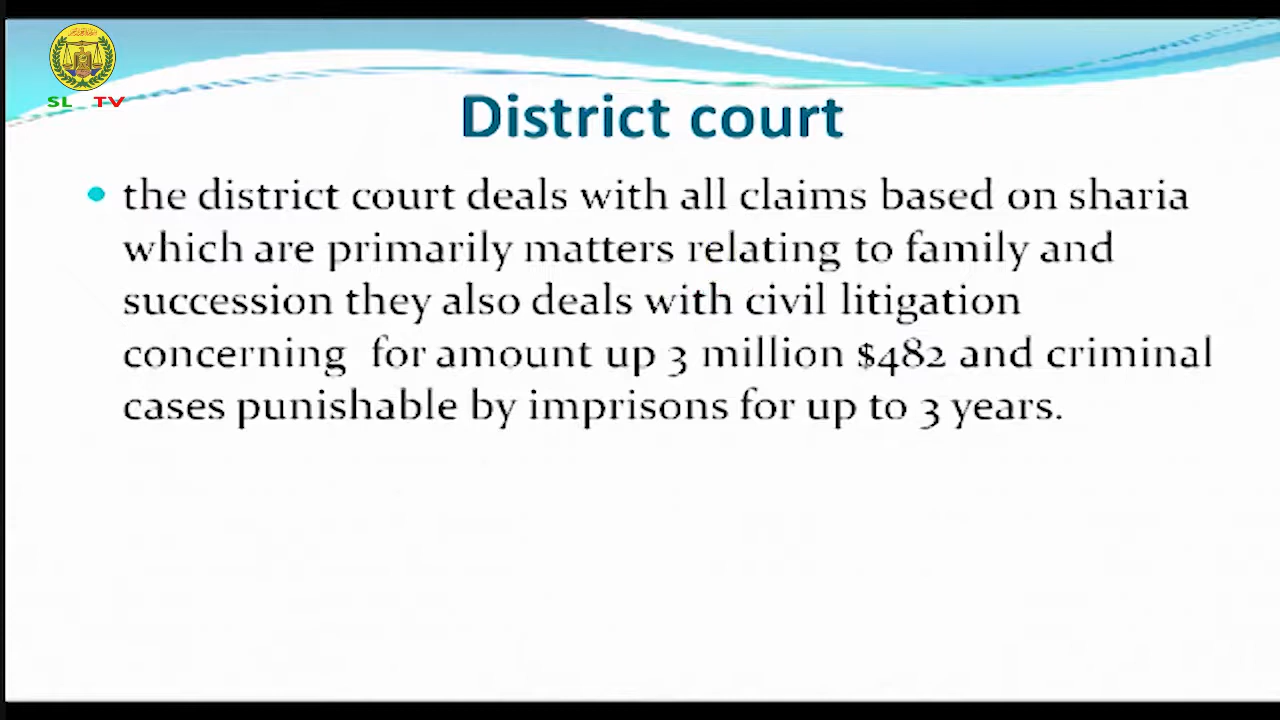 SL TV
District court
the district court deals with all claims based on sharia
which are primarily matters relating to family and
succession they also deals with civil litigation
concerning for amount up 3 million $482 and criminal
cases punishable by imprisons for up to 3 years.